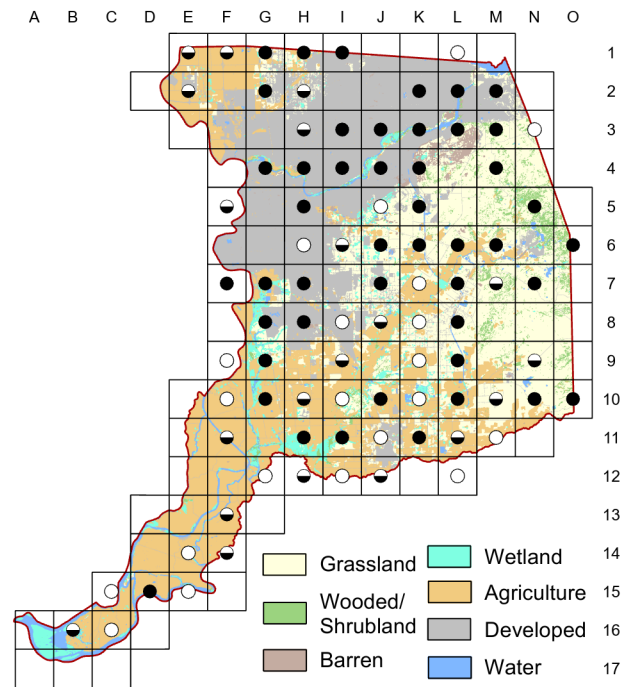 A B C D E F G H I J K L M N O
1
2
3
4
5
6
7
8
9
10
11
12
13
14
15
16
17
Grassland
Wooded/
Shrubland
Barren
Wetland
Agriculture
Developed
Water